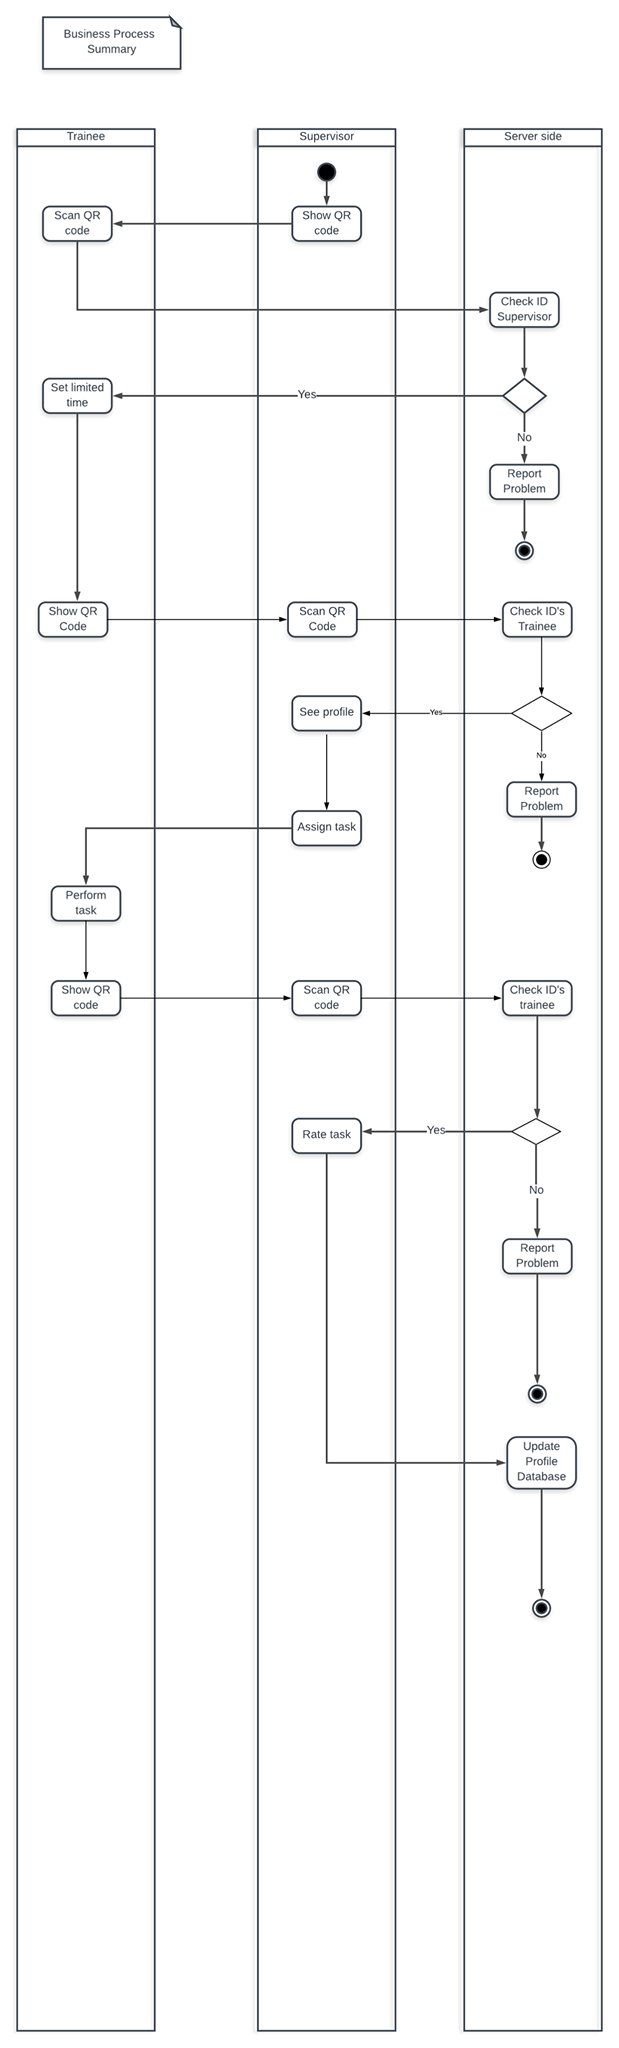 Business Process
Summary
Trainee
Supervisor
Server side
Scan QR
code
Show QR
code
Check ID
Supervisor
Set limited
time
Yes
No
Report
Problem
Show QR
Code
Scan QR
Code
Check ID's
Trainee
See profile
Yes
No
Report
Problem
Assign task
Perform
task
Show QR
code
Scan QR
code
Check ID's
trainee
Rate task
Yes
No
Report
Problem
Update
Profile
Database